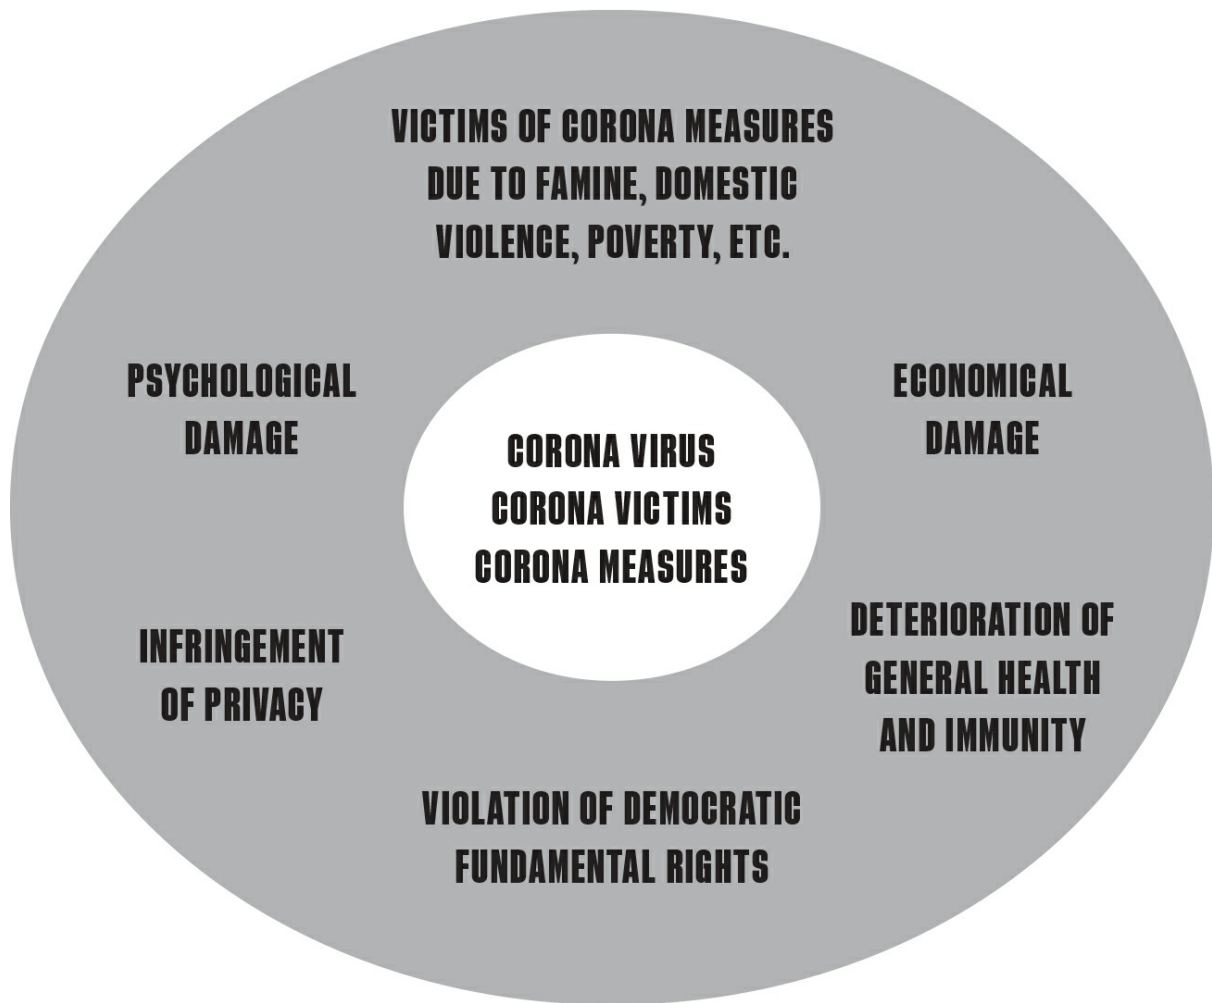 VICTIMS OF CORONA MEASURES
DUE TO FAMINE, DOMESTIC
VIOLENCE, POVERTY, ETC.
PSYCHOLOGICAL
DAMAGE
ECONOMICAL
DAMAGE
CORONA VIRUS
CORONA VICTIMS
CORONA MEASURES
INFRINGEMENT
OF PRIVACY
DETERIORATION OF
GENERAL HEALTH
AND IMMUNITY
VIOLATION OF DEMOCRATIC
FUNDAMENTAL RIGHTS